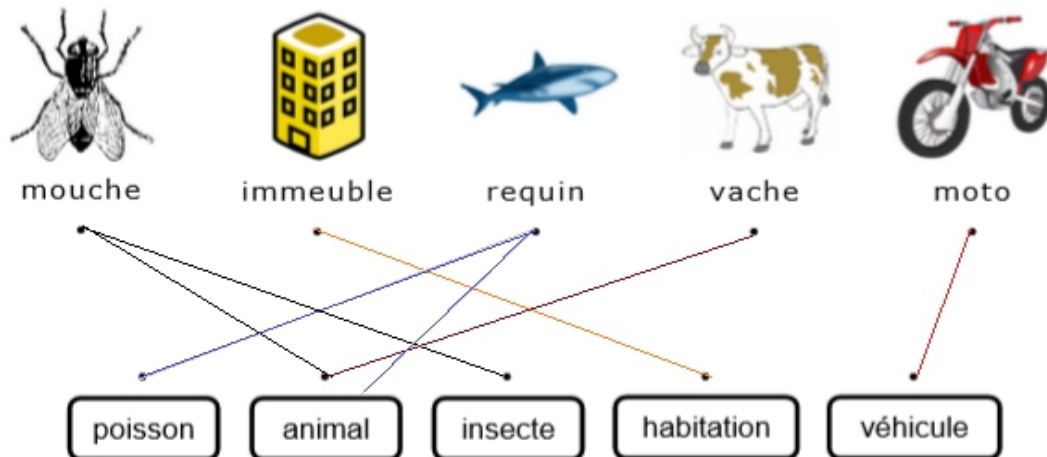 mouche immeuble requin vache moto
poisson animal insecte habitation véhicule